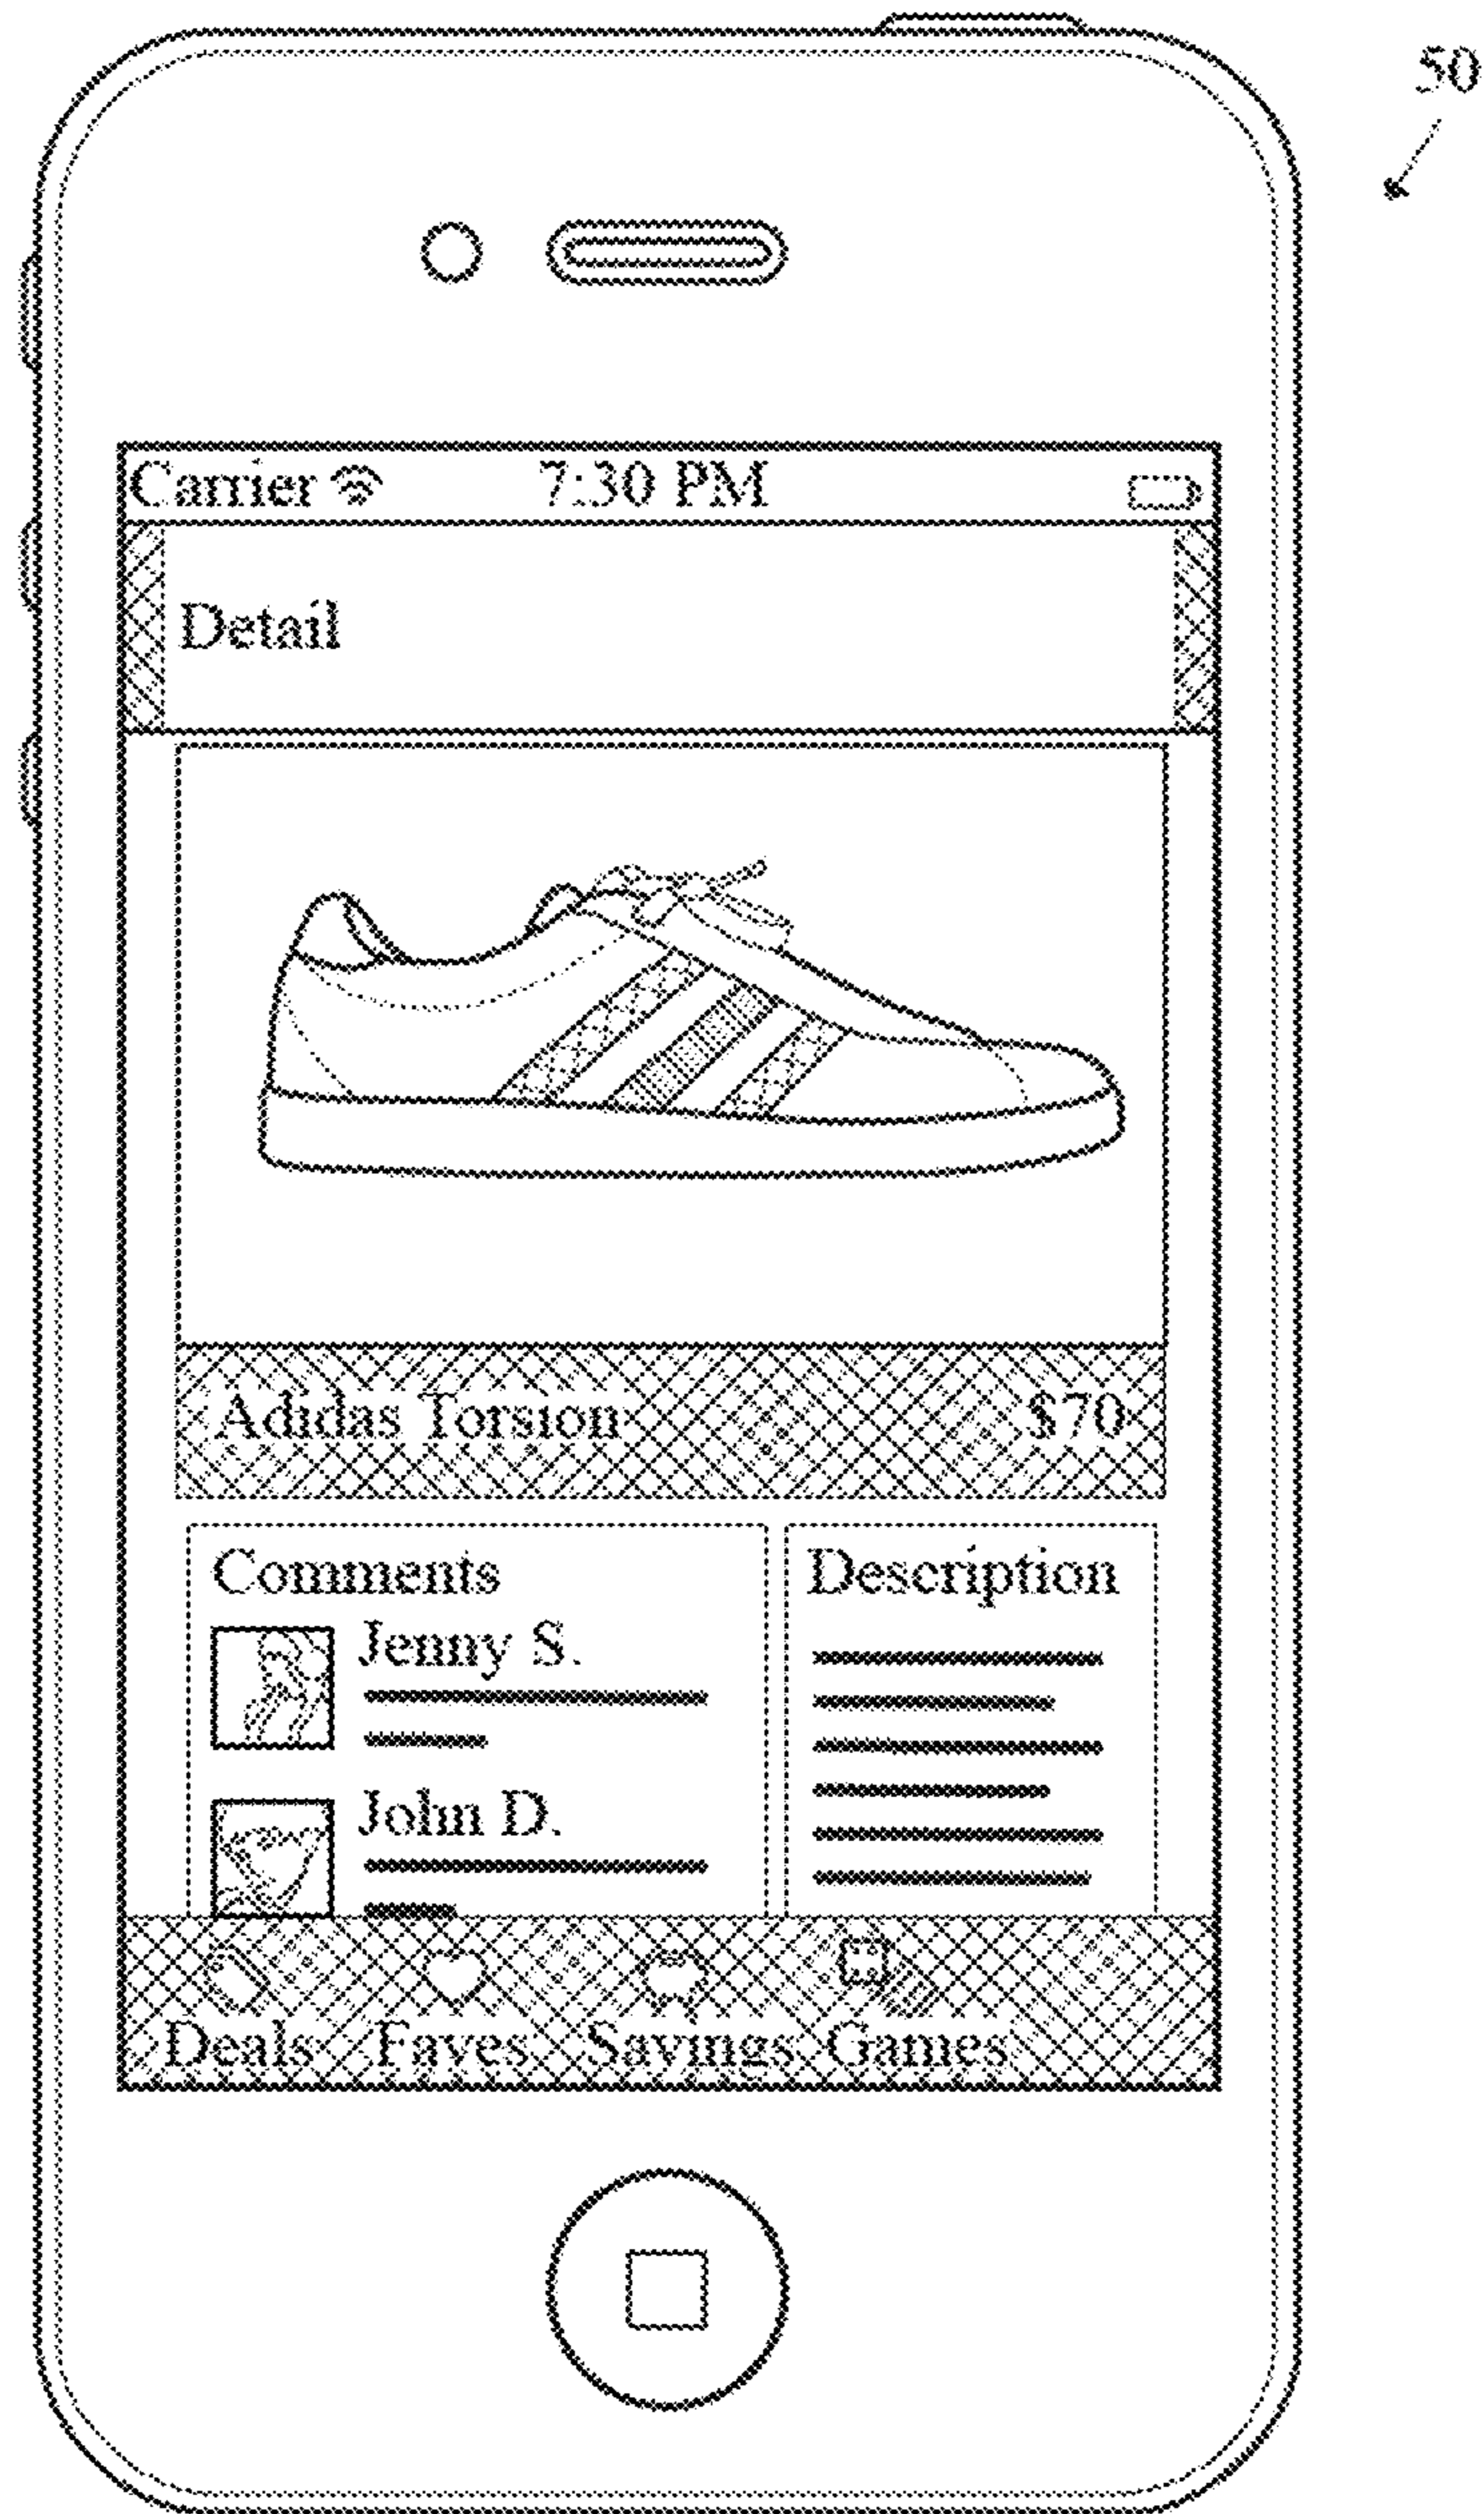 50
Carrier 7:30 PM
Detail
Adidas Torsion $70
Comments
Jenny S.
John D.
Description
Deals Faves Savings Games